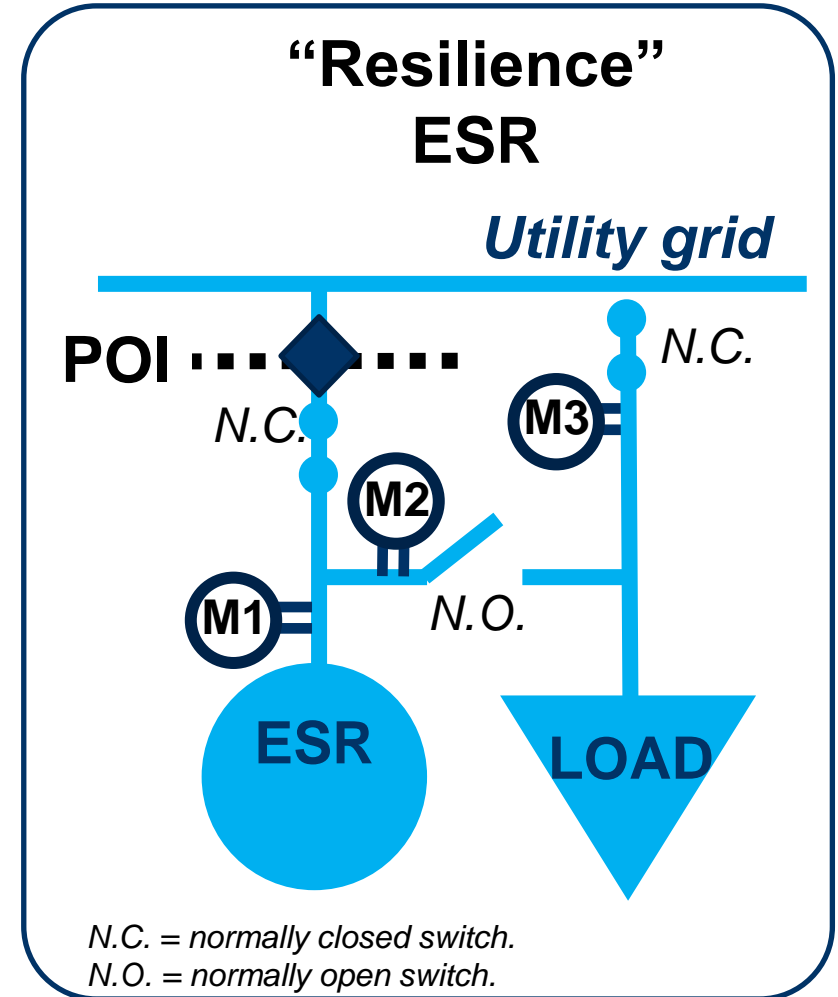 “Resilience”
ESR
Utility grid
POI
N.C.
N.C.
M3
M2
M1
N.O.
ESR
LOAD
N.C. = normally closed switch.
N.O. = normally open switch.